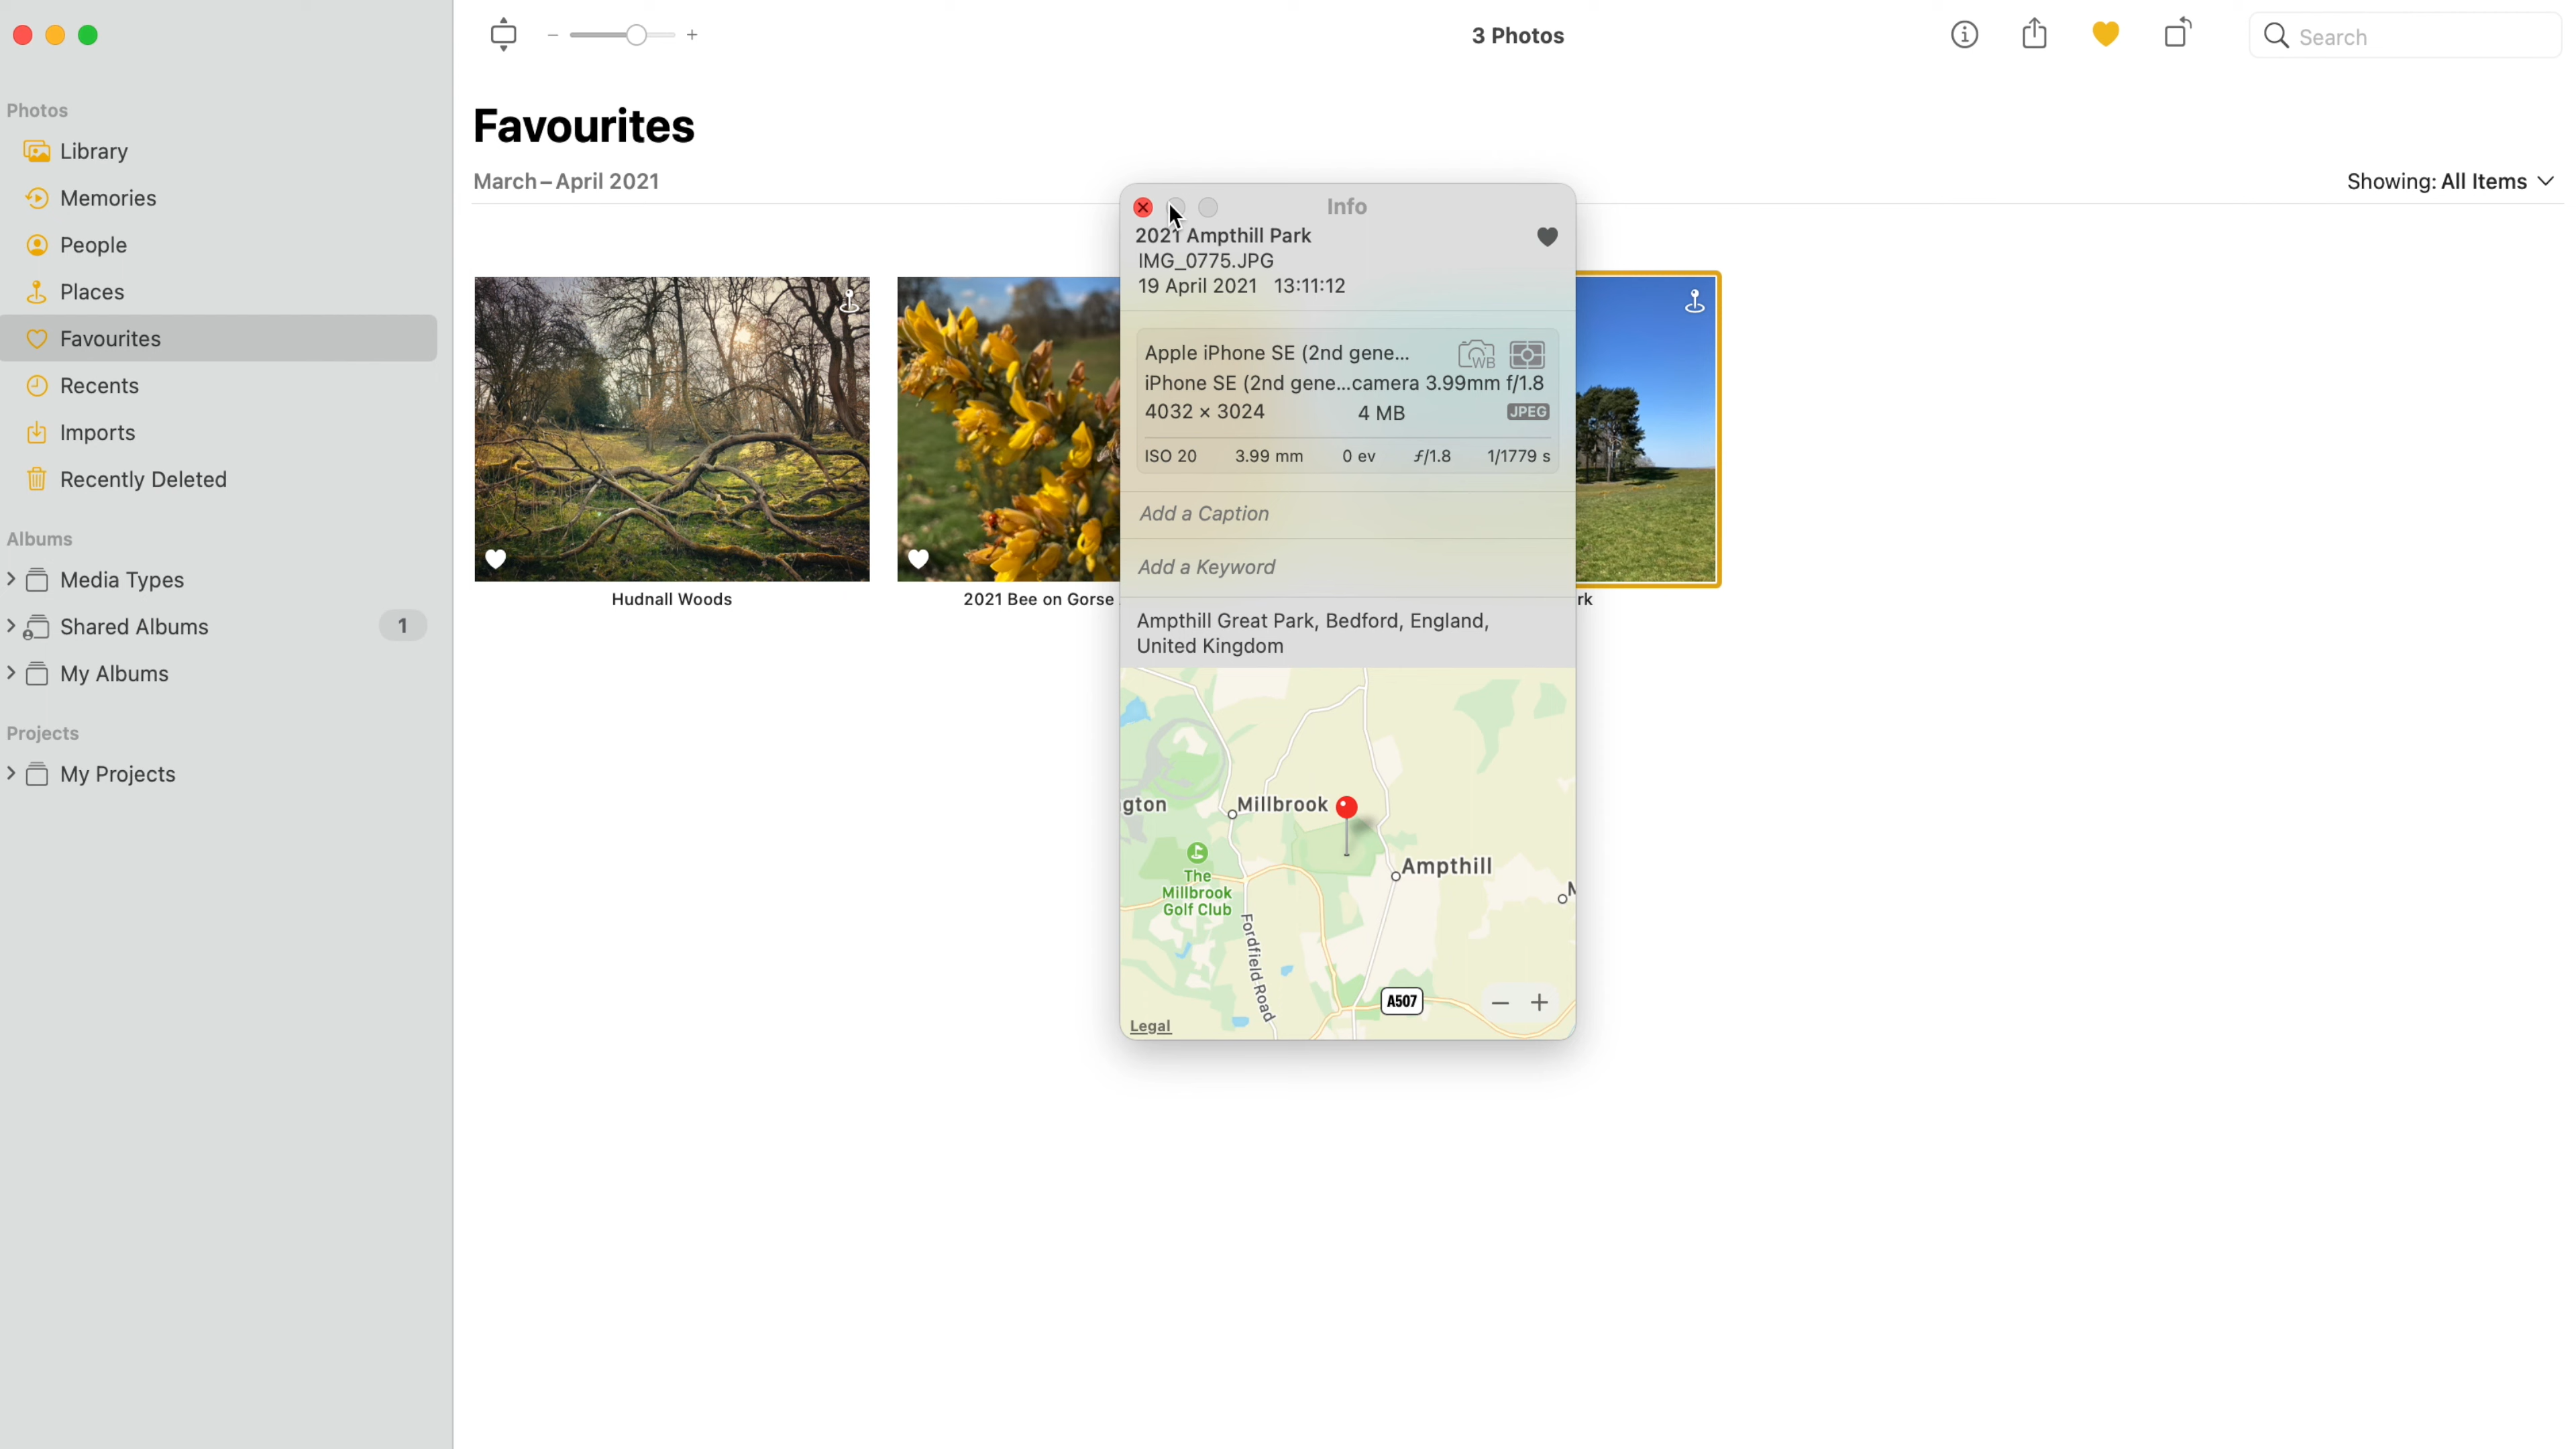 3 Photos
Search
Photos
Library
Memories
People
Places
Favourites
Recents
Imports
Recently Deleted
Albums
Media Types
Shared Albums 1
My Albums
Projects
My Projects
Favourites
March–April 2021
Showing: All Items
Hudnall Woods
2021 Bee on Gorse
rk
Info
2021 Ampthill Park
IMG_0775.JPG
19 April 2021 13:11:12
Apple iPhone SE (2nd gene... WB
iPhone SE (2nd gene...camera 3.99mm f/1.8
4032 × 3024 4 MB JPEG
ISO 20 3.99 mm 0 ev ƒ/1.8 1/1779 s
Add a Caption
Add a Keyword
Ampthill Great Park, Bedford, England,
United Kingdom
gton
Millbrook
Ampthill
The
Millbrook
Golf Club
Fordfield Road
A507
Legal